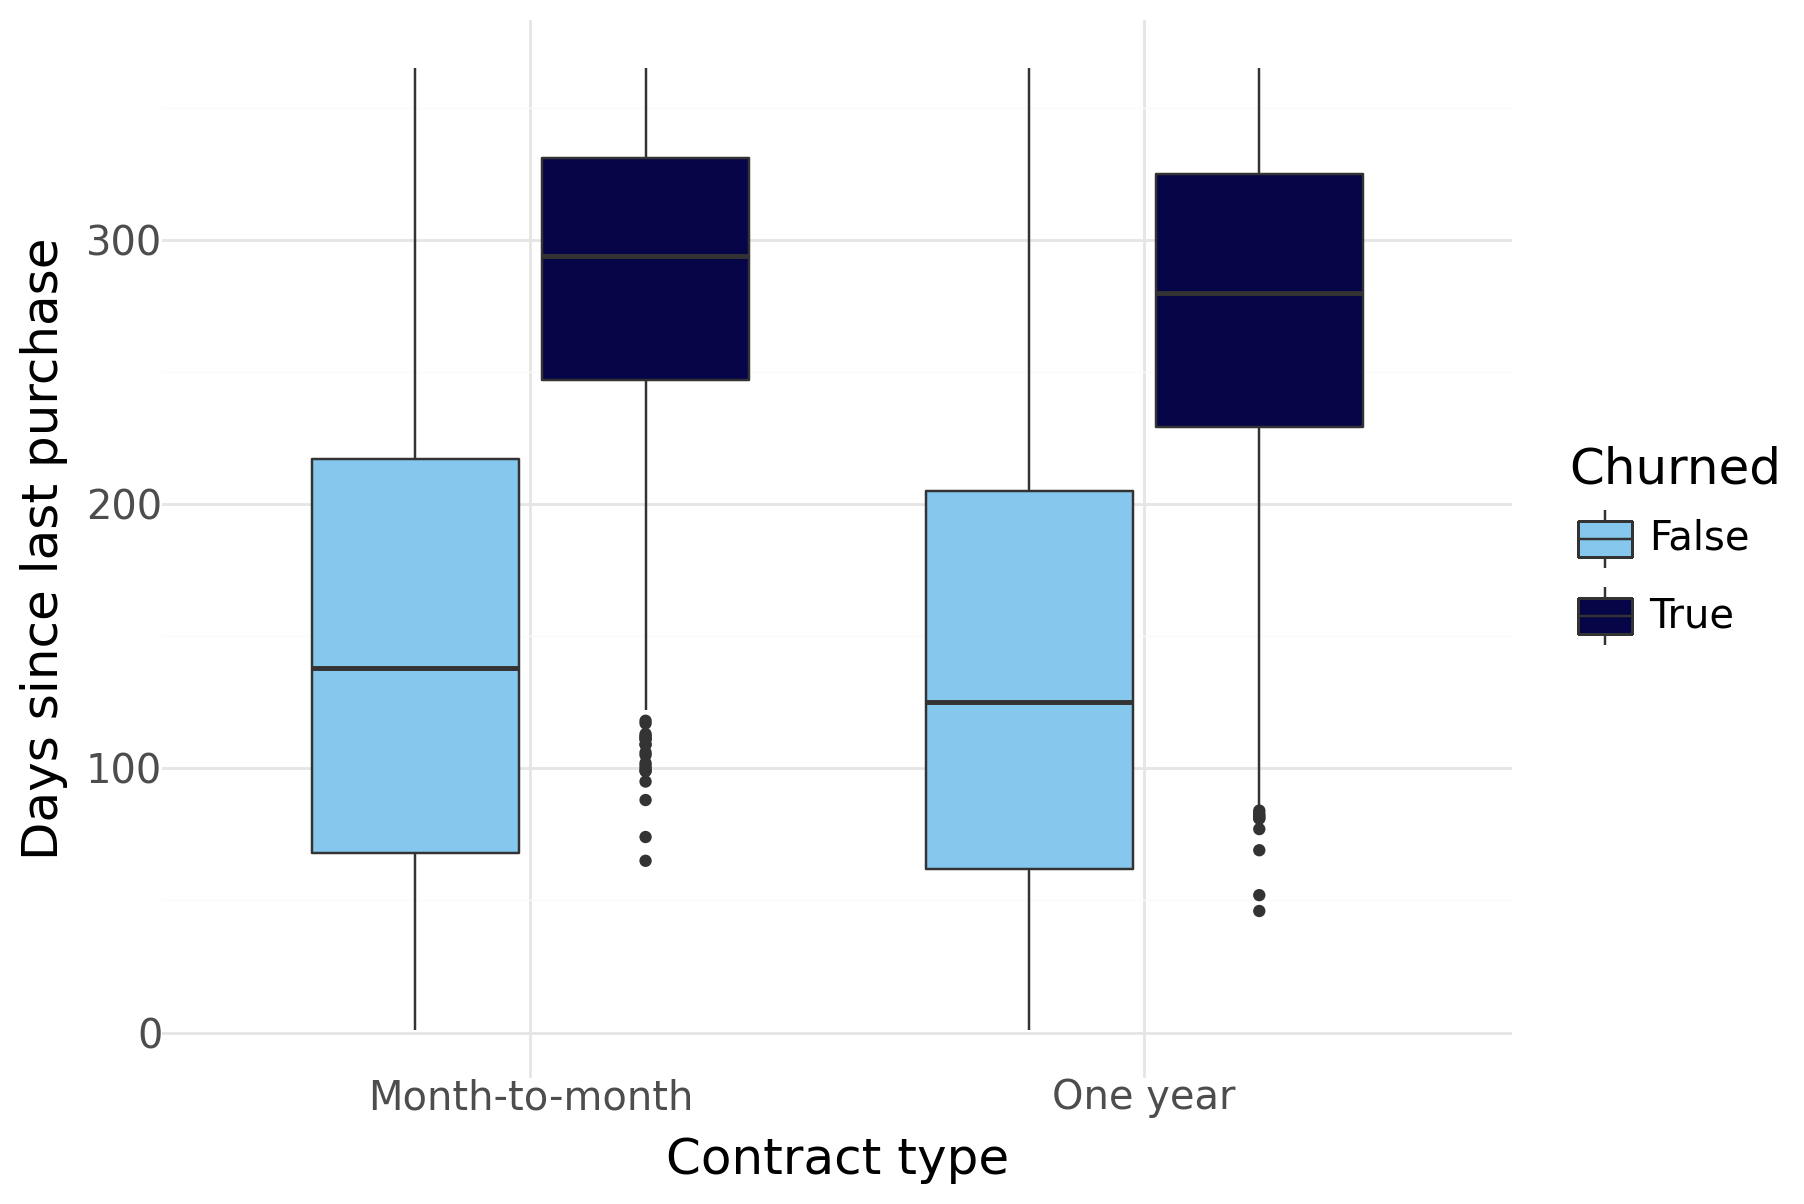 Days since last purchase
300
200
100
0
Month-to-month
One year
Contract type
Churned
False
True